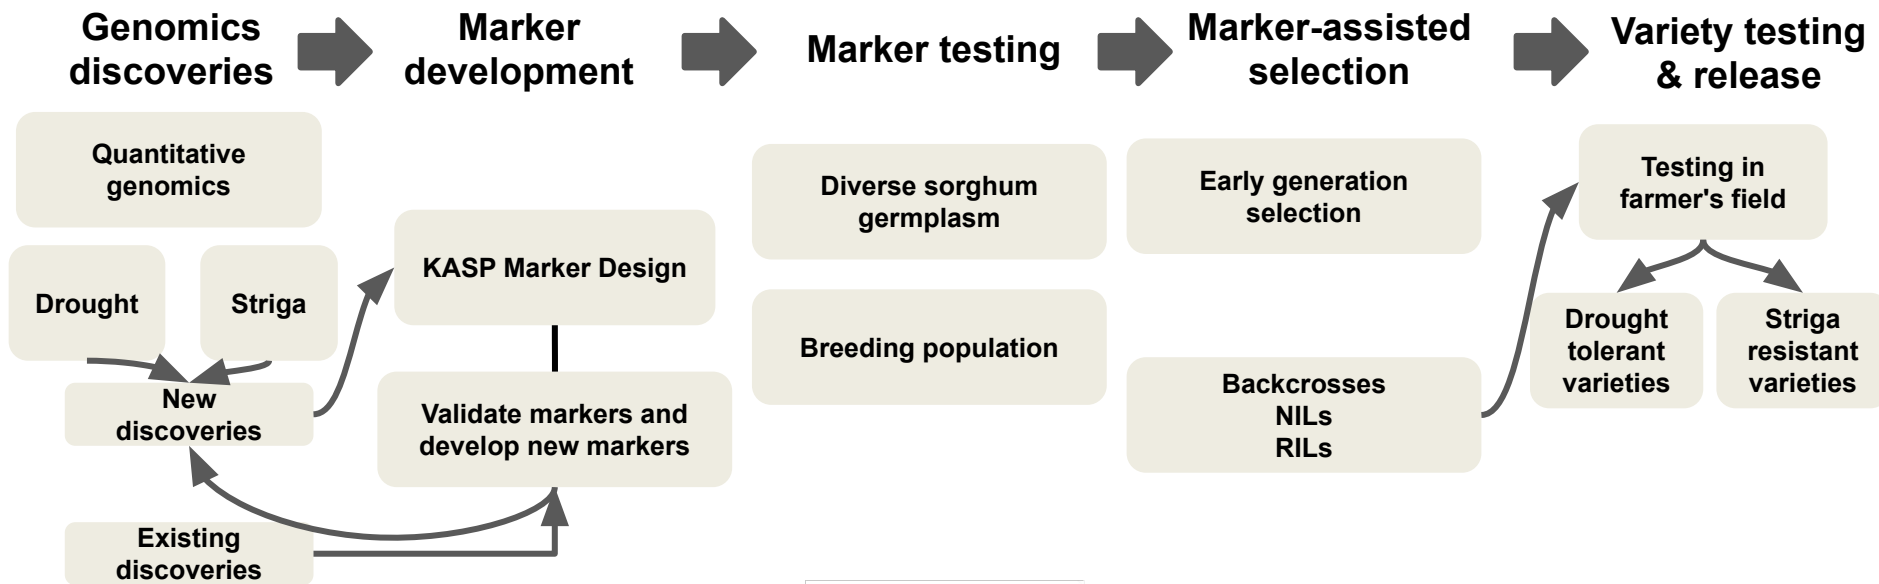 Genomics
discoveries
Marker
development
Marker testing
Marker-assisted
selection
Variety testing
& release
Quantitative
genomics
Drought
Striga
New
discoveries
Existing
discoveries
KASP Marker Design
Validate markers and
develop new markers
Diverse sorghum
germplasm
Breeding population
Early generation
selection
Backcrosses
NILs
RILs
Testing in
farmer's field
Drought
tolerant
varieties
Striga
resistant
varieties